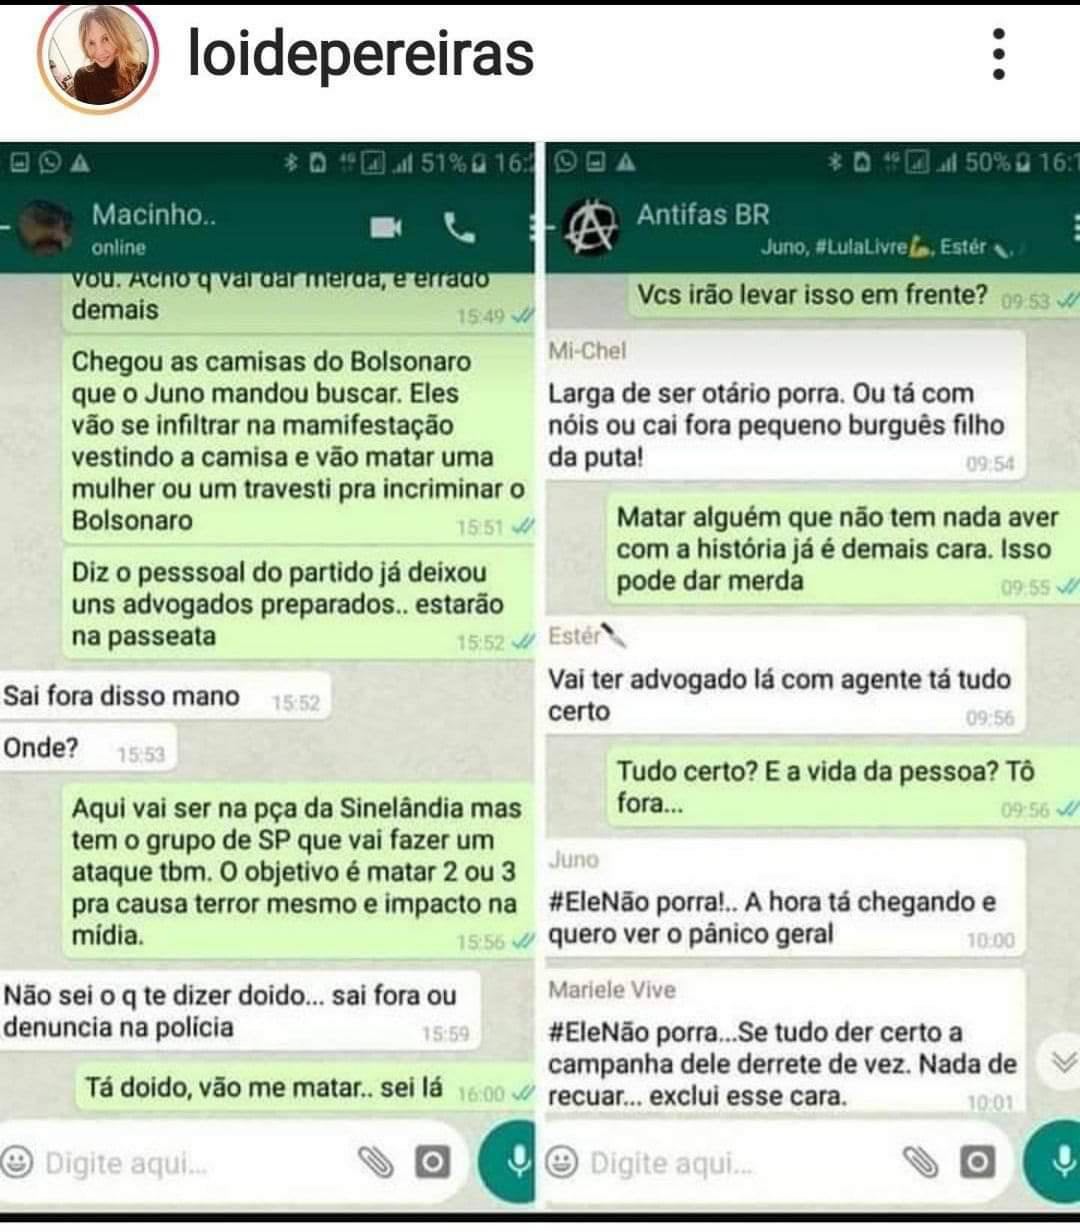 loidepereiras
51% 16:
Macinho..
online
vou. Acho q vai dar merda, e errado
demais
15:49
Chegou as camisas do Bolsonaro
que o Juno mandou buscar. Eles
vão se infiltrar na mamifestação
vestindo a camisa e vão matar uma
mulher ou um travesti pra incriminar o
Bolsonaro
15:51
Diz o pesssoal do partido já deixou
uns advogados preparados.. estarão
na passeata
15:52
Sai fora disso mano 15:52
Onde? 15:53
Aqui vai ser na pça da Sinelândia mas
tem o grupo de SP que vai fazer um
ataque tbm. O objetivo é matar 2 ou 3
pra causa terror mesmo e impacto na
mídia.
15:56
Não sei o q te dizer doido... sai fora ou
denuncia na polícia
15:59
Tá doido, vão me matar.. sei lá 16:00
Digite aqui...
50% 16:1
Antifas BR
Juno, #LulaLivre💪, Estér🔪,
Vcs irão levar isso em frente? 09:53
Mi-Chel
Larga de ser otário porra. Ou tá com
nóis ou cai fora pequeno burguês filho
da puta!
09:54
Matar alguém que não tem nada aver
com a história já é demais cara. Isso
pode dar merda
09:55
Estér🔪
Vai ter advogado lá com agente tá tudo
certo
09:56
Tudo certo? E a vida da pessoa? Tô
fora...
09:56
Juno
#EleNão porra!.. A hora tá chegando e
quero ver o pânico geral
10:00
Mariele Vive
#EleNão porra...Se tudo der certo a
campanha dele derrete de vez. Nada de
recuar... exclui esse cara.
10:01
Digite aqui...